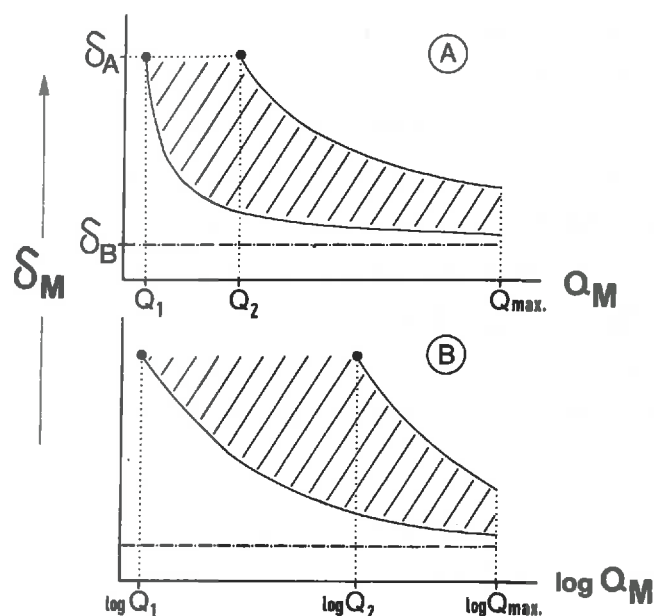 δA
A
δB
δM
Q1 Q2 Qmax. QM
B
log Q1 log Q2 log Qmax. log QM